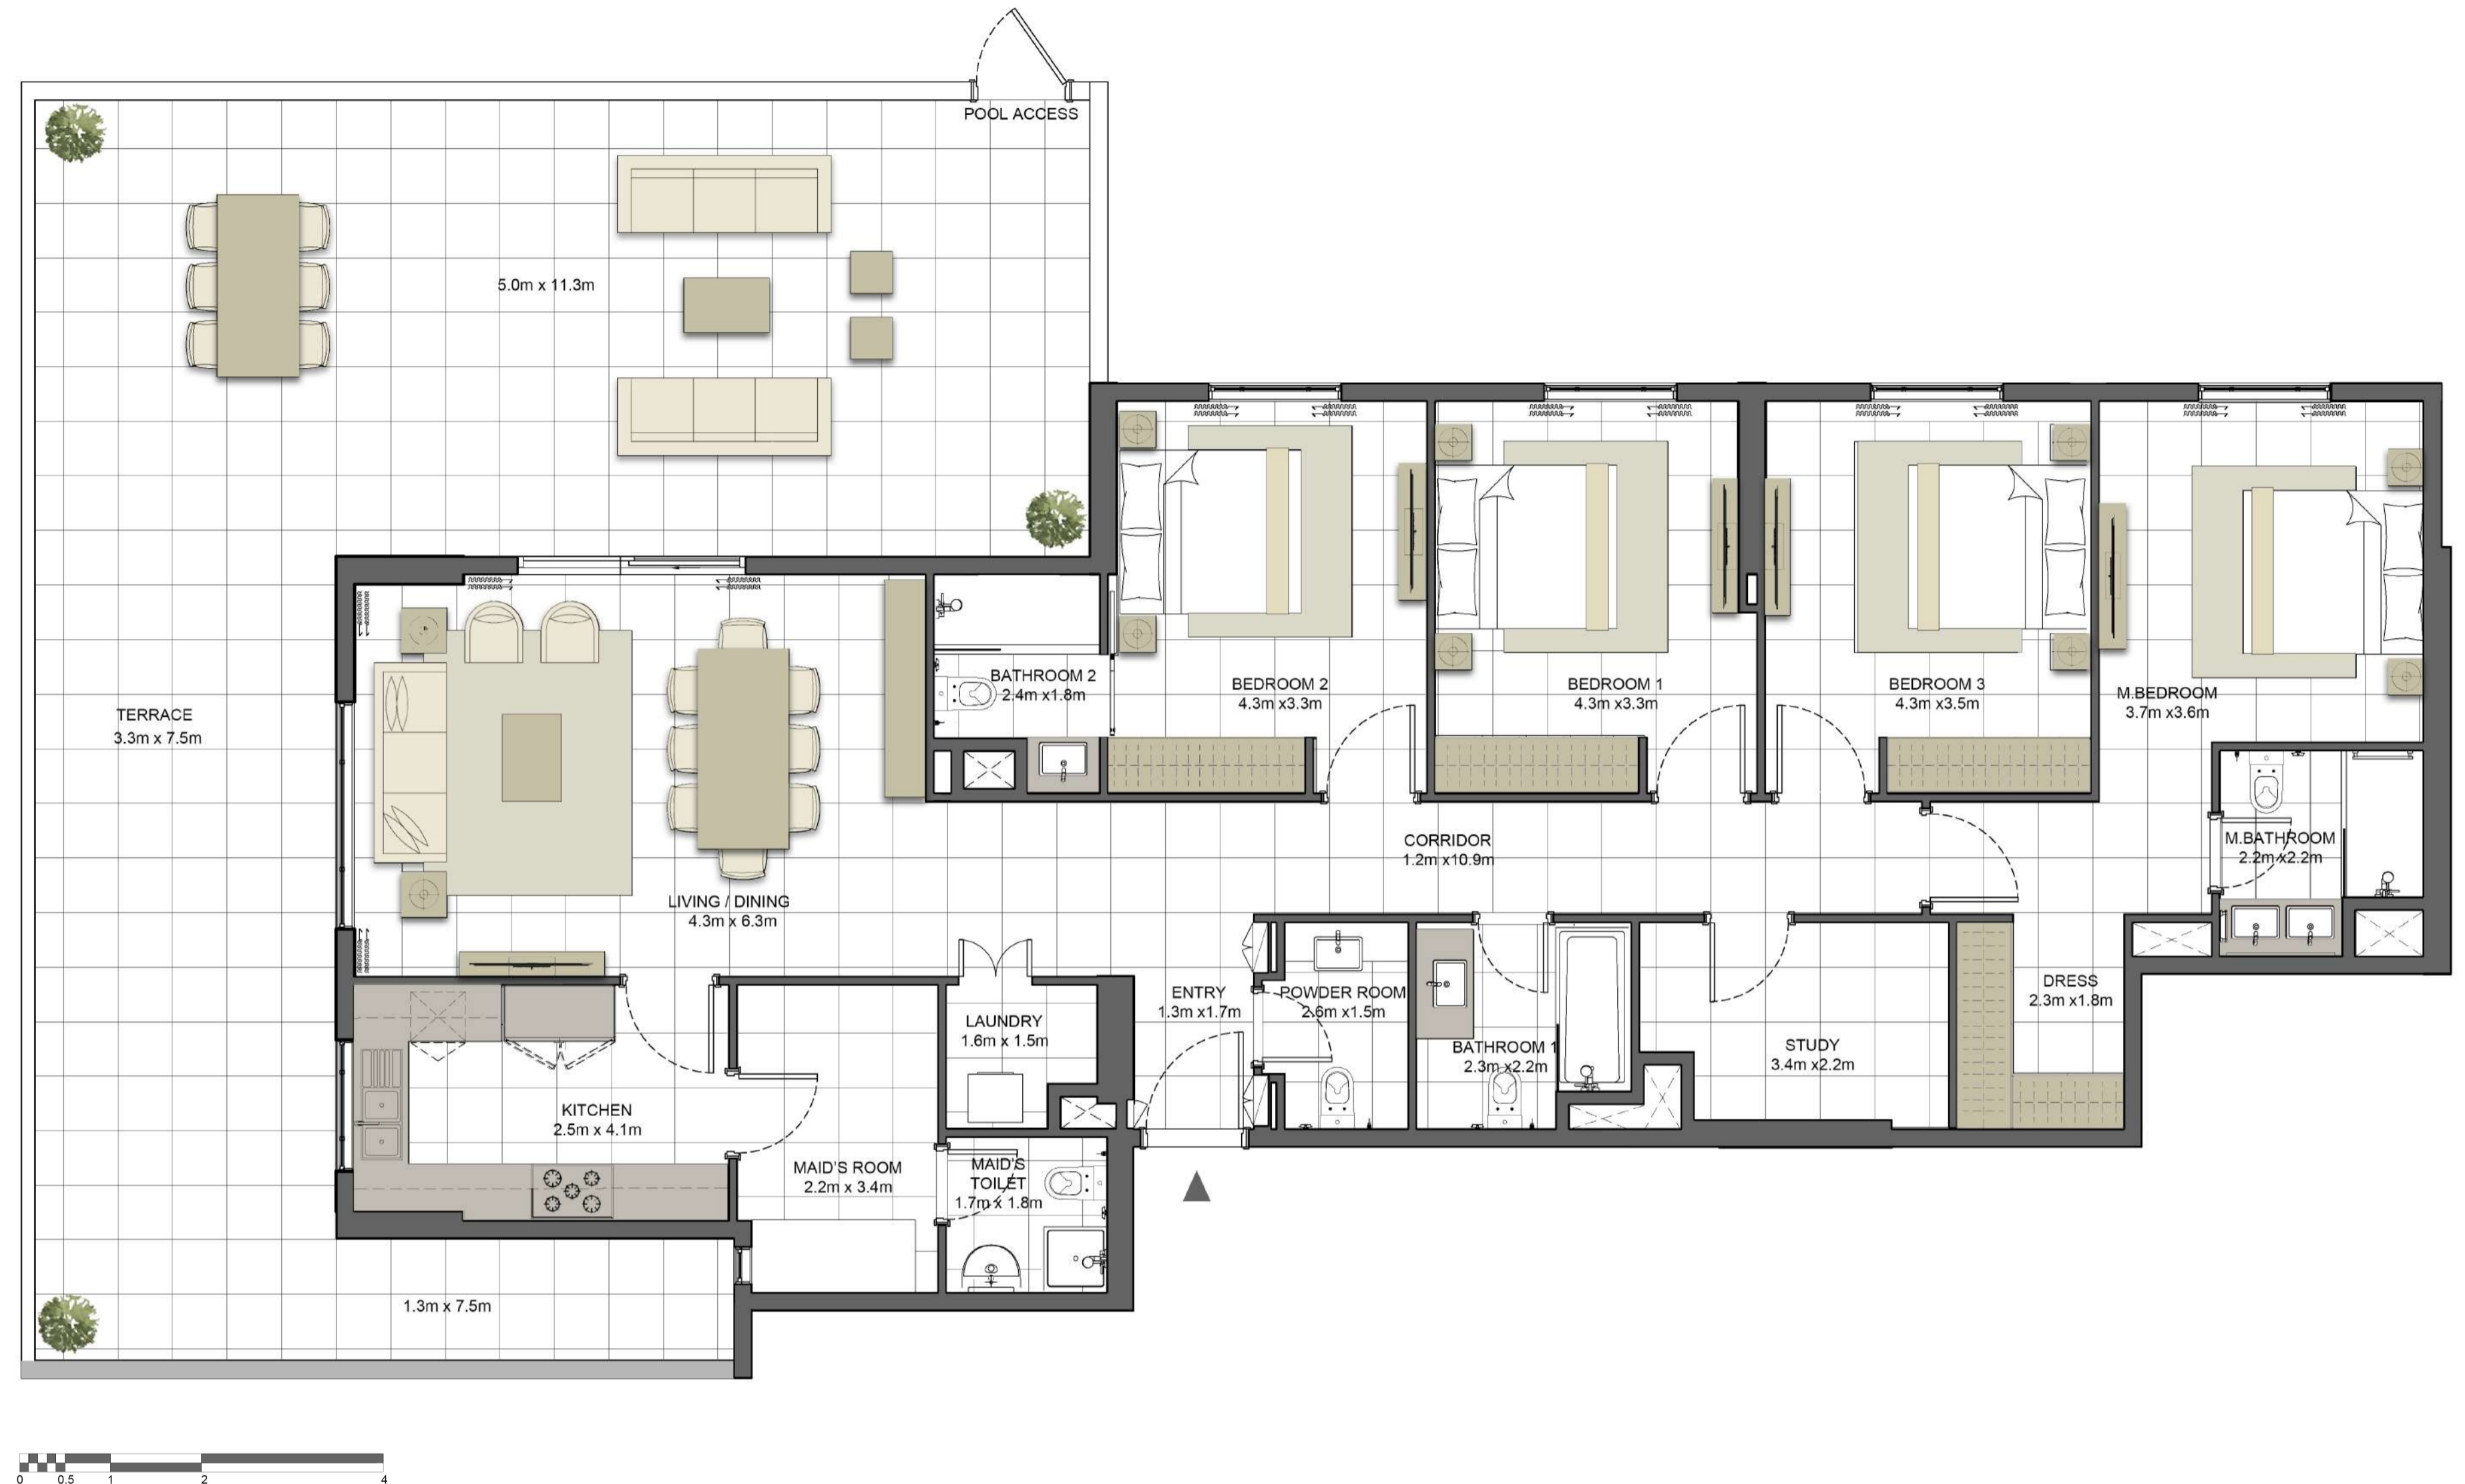 POOL ACCESS
5.0m x 11.3m
TERRACE
3.3m x 7.5m
BATHROOM 2
2.4m x1.8m
BEDROOM 2
4.3m x3.3m
BEDROOM 1
4.3m x3.3m
BEDROOM 3
4.3m x3.5m
M.BEDROOM
3.7m x3.6m
CORRIDOR
1.2m x10.9m
M.BATHROOM
2.2m x2.2m
LIVING / DINING
4.3m x 6.3m
LAUNDRY
1.6m x 1.5m
ENTRY
1.3m x1.7m
POWDER ROOM
2.6m x1.5m
BATHROOM 1
2.3m x2.2m
STUDY
3.4m x2.2m
DRESS
2.3m x1.8m
KITCHEN
2.5m x 4.1m
MAID'S ROOM
2.2m x 3.4m
MAID'S
TOILET
1.7m x 1.8m
1.3m x 7.5m
0 0.5 1 2 4